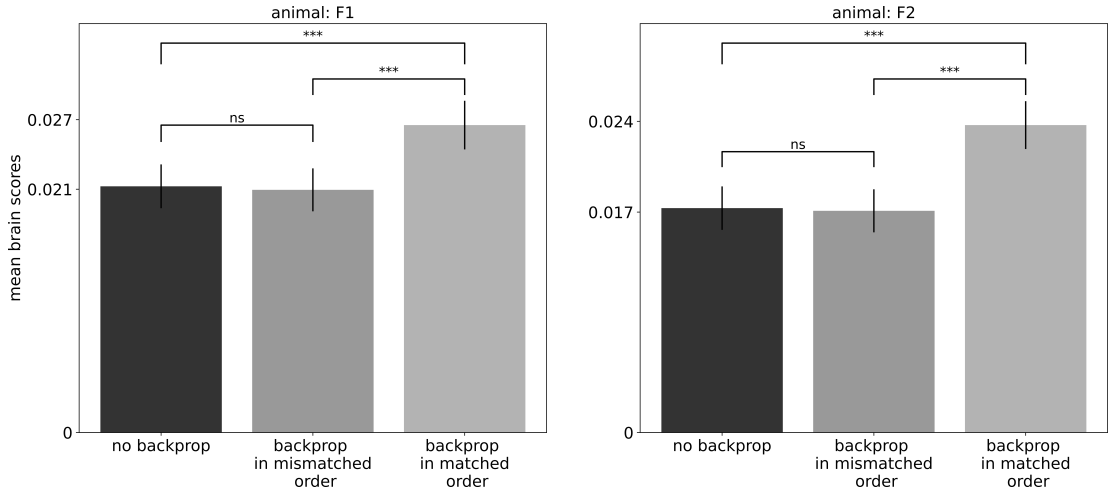 animal: F1
***
***
ns
0.027
0.021
0
mean brain scores
no backprop
backprop
in mismatched
order
backprop
in matched
order
animal: F2
***
***
ns
0.024
0.017
0
no backprop
backprop
in mismatched
order
backprop
in matched
order